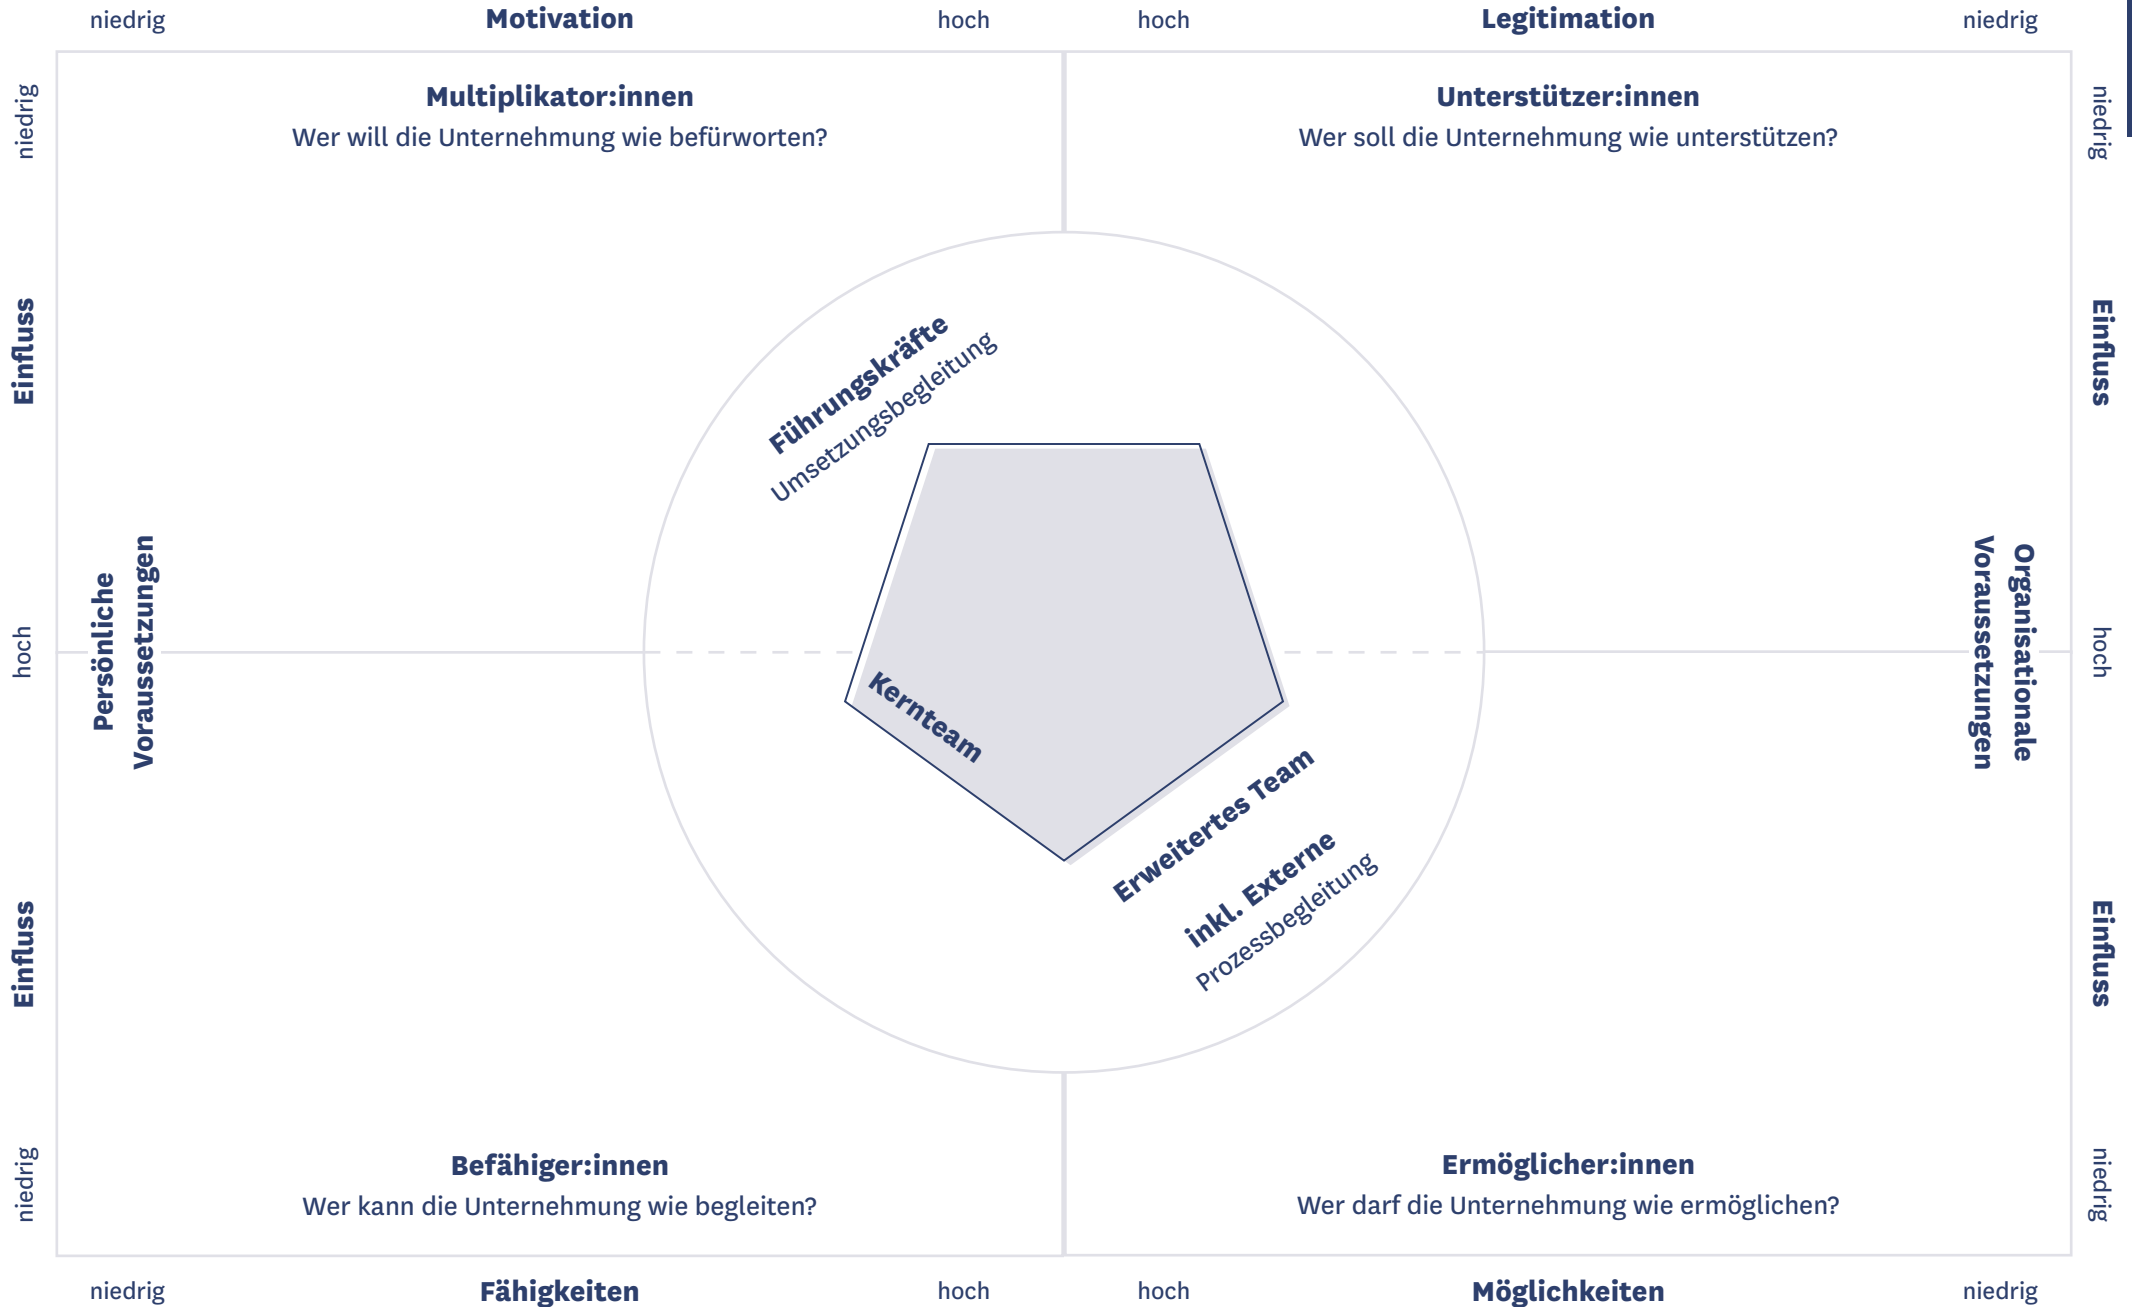 niedrig
Motivation
hoch
hoch
Legitimation
niedrig
niedrig
Multiplikator:innen
Wer will die Unternehmung wie befürworten?
Unterstützer:innen
Wer soll die Unternehmung wie unterstützen?
niedrig
Einfluss
Führungskräfte
Umsetzungsbegleitung
Einfluss
hoch
Persönliche
Voraussetzungen
Kernteam
Organisationale
Voraussetzungen
hoch
Erweitertes Team
inkl. Externe
Prozessbegleitung
Einfluss
Einfluss
niedrig
Befähiger:innen
Wer kann die Unternehmung wie begleiten?
Ermöglicher:innen
Wer darf die Unternehmung wie ermöglichen?
niedrig
niedrig
Fähigkeiten
hoch
hoch
Möglichkeiten
niedrig